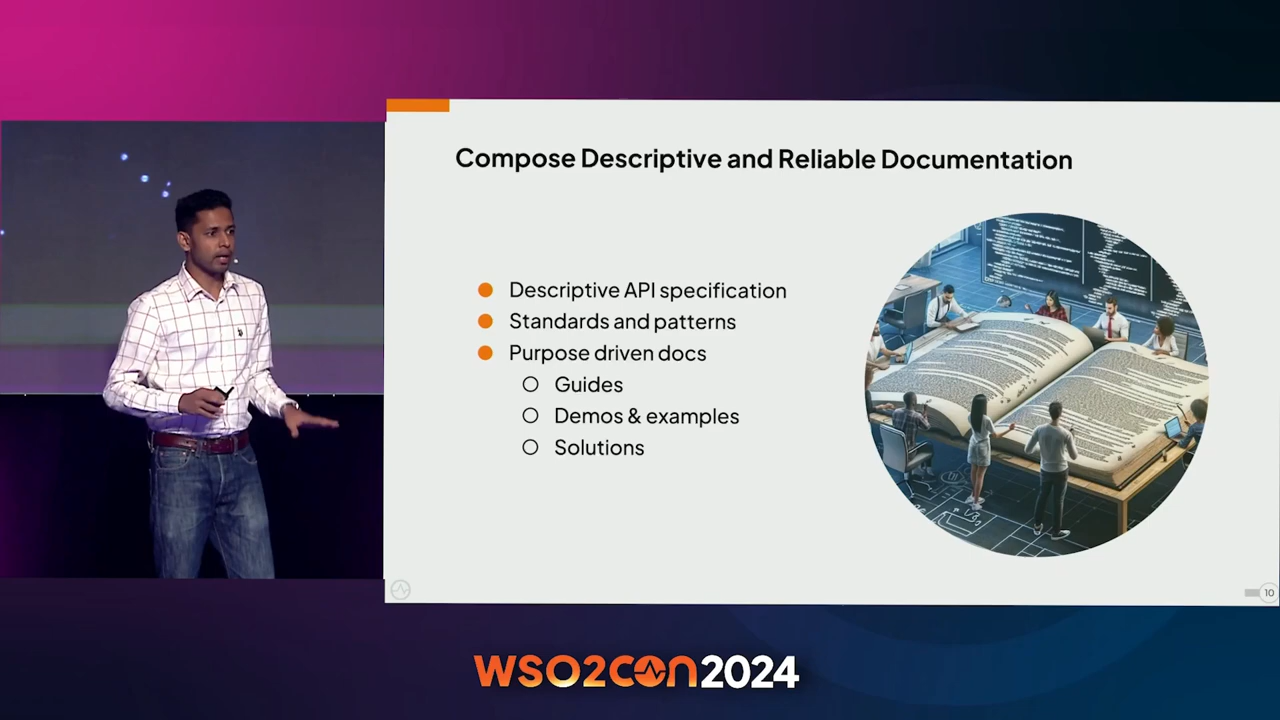 Compose Descriptive and Reliable Documentation
Descriptive API specification
Standards and patterns
Purpose driven docs
Guides
Demos & examples
Solutions
10
WSO2CON2024